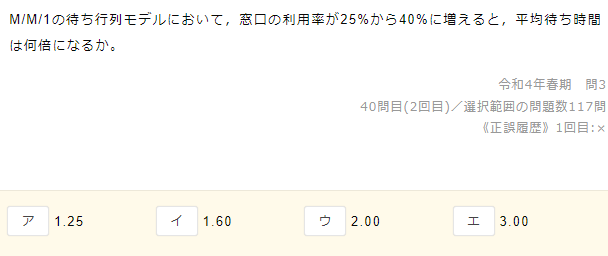 M/M/1の待ち行列モデルにおいて，窓口の利用率が25%から40%に増えると，平均待ち時間
は何倍になるか。
令和4年春期　問3
40問目(2回目)／選択範囲の問題数117問
《正誤履歴》1回目:×
ア 1.25 イ 1.60 ウ 2.00 エ 3.00